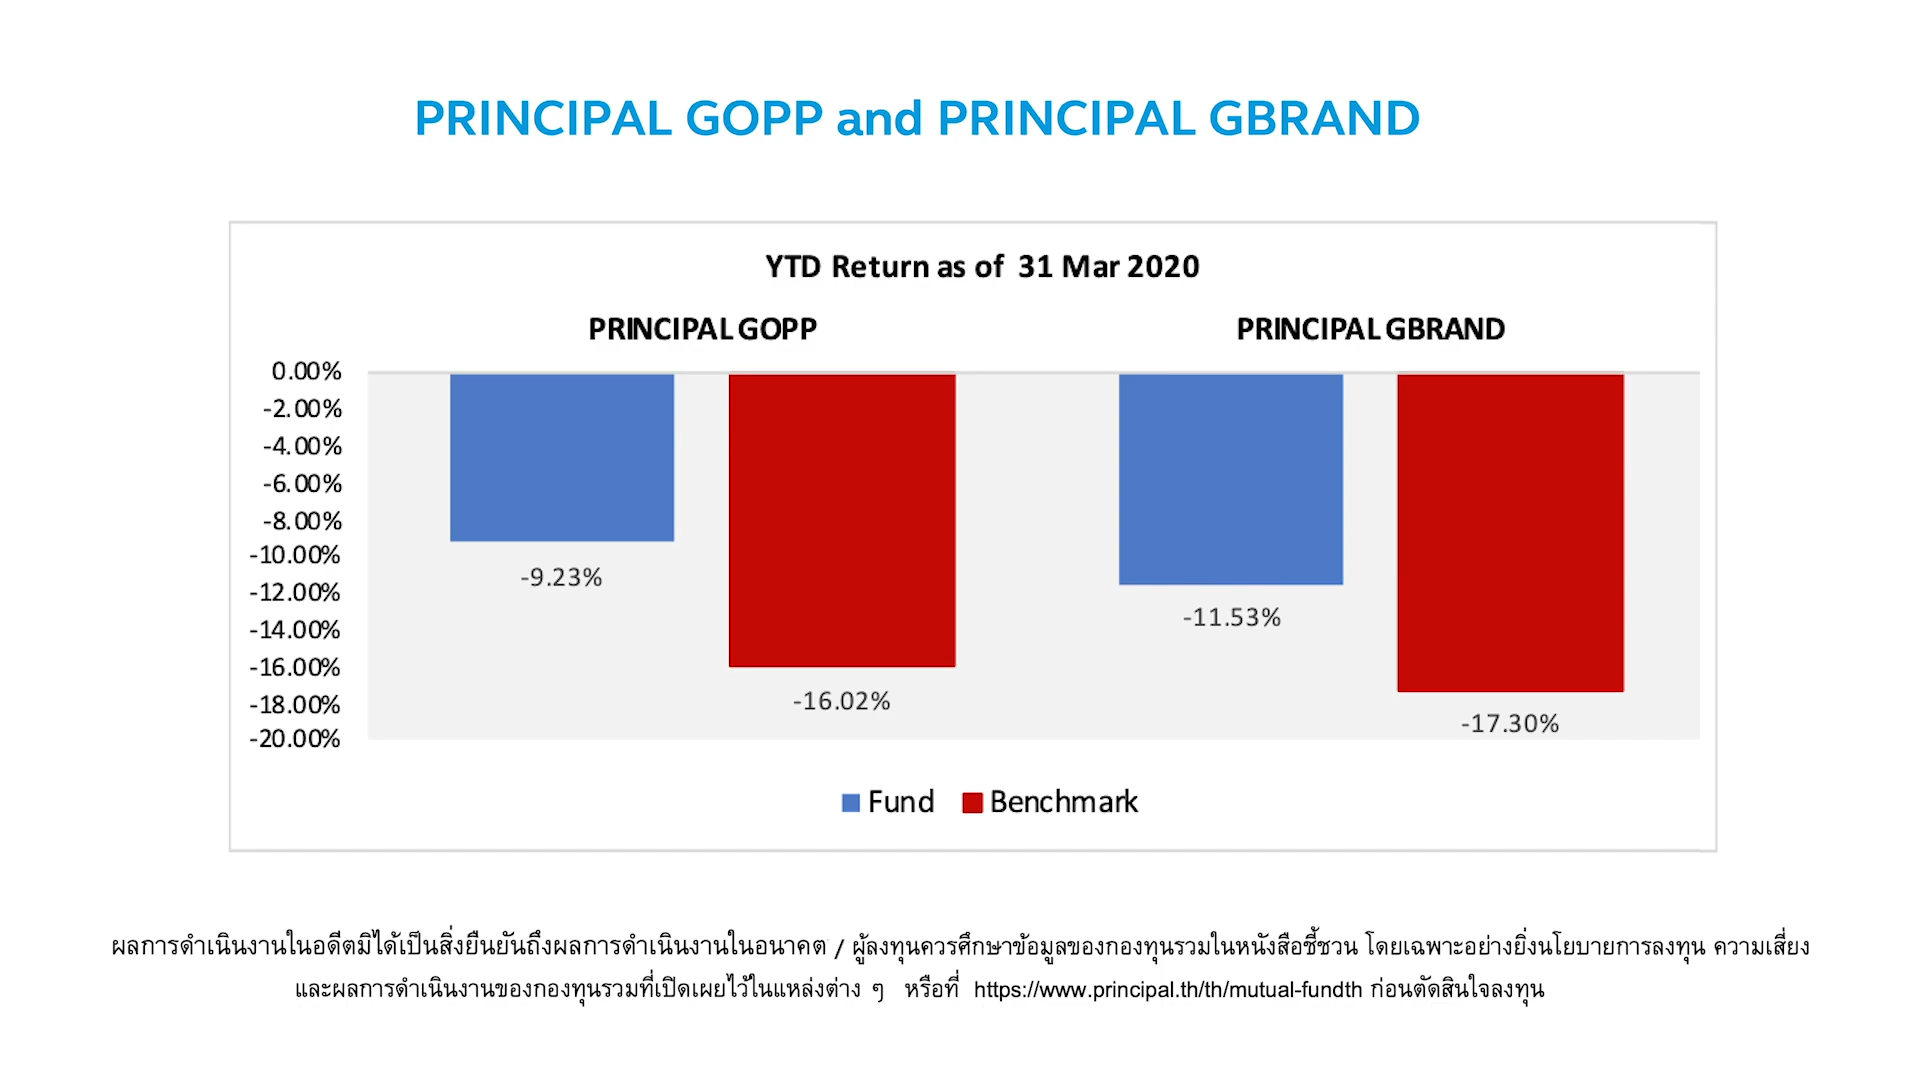 PRINCIPAL GOPP and PRINCIPAL GBRAND
YTD Return as of 31 Mar 2020
PRINCIPAL GOPP
PRINCIPAL GBRAND
0.00%
-2.00%
-4.00%
-6.00%
-8.00%
-10.00%
-12.00%
-14.00%
-16.00%
-18.00%
-20.00%
-9.23%
-16.02%
-11.53%
-17.30%
Fund
Benchmark
ผลการดำเนินงานในอดีตมิได้เป็นสิ่งยืนยันถึงผลการดำเนินงานในอนาคต / ผู้ลงทุนควรศึกษาข้อมูลของกองทุนรวมในหนังสือชี้ชวน โดยเฉพาะอย่างยิ่งนโยบายการลงทุน ความเสี่ยง
และผลการดำเนินงานของกองทุนรวมที่เปิดเผยไว้ในแหล่งต่าง ๆ หรือที่ https://www.principal.th/th/mutual-fundth ก่อนตัดสินใจลงทุน